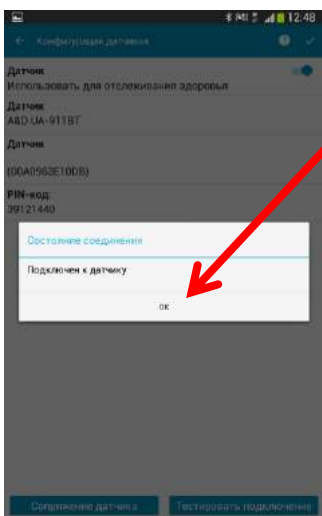 12:48
Конфигурация датчиков
Датчик
Использовать для отслеживания здоровья
Датчик
A&D UA-911BT
Датчик
(00A0963E10DB)
PIN-код:
39121440
Состояние соединения
Подключен к датчику
ОК
Сопряжение датчика
Тестировать подключение